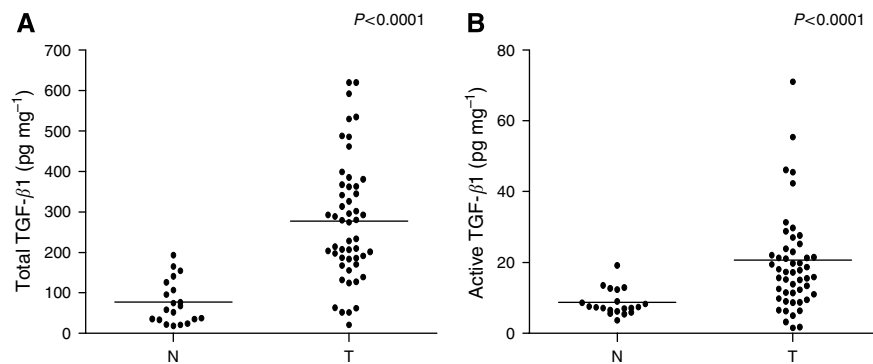 A
P<0.0001
Total TGF-β1 (pg mg⁻¹)
700
600
500
400
300
200
100
0
N
T
B
P<0.0001
Active TGF-β1 (pg mg⁻¹)
80
60
40
20
0
N
T